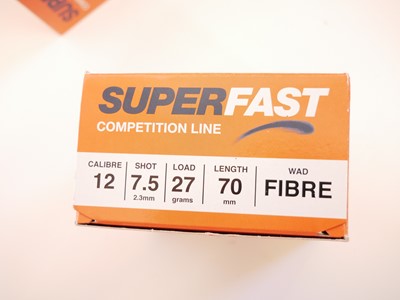 SUPERFAST
COMPETITION LINE
CALIBRE SHOT LOAD LENGTH WAD
12 7.5 27 70 FIBRE
2.3mm grams mm